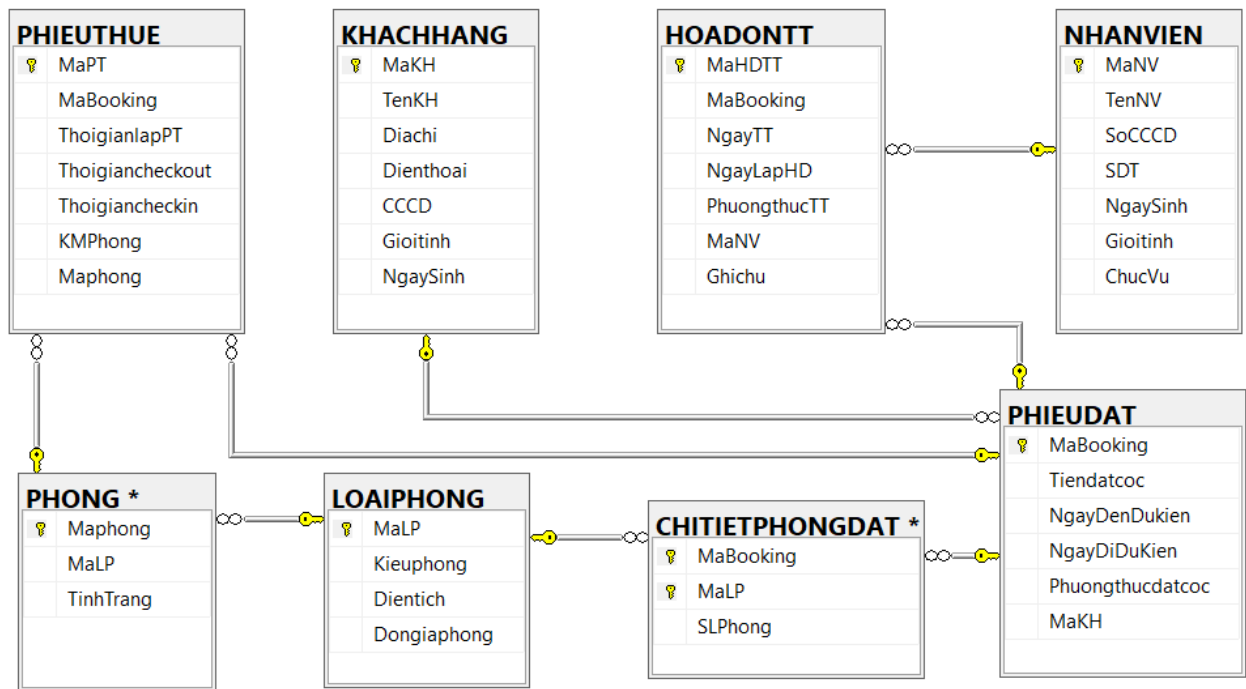 PHIEUTHUE
MaPT
MaBooking
ThoigianlapPT
Thoigiancheckout
Thoigiancheckin
KMPhong
Maphong
KHACHHANG
MaKH
TenKH
Diachi
Dienthoai
CCCD
Gioitinh
NgaySinh
HOADONTT
MaHDTT
MaBooking
NgayTT
NgayLapHD
PhuongthucTT
MaNV
Ghichu
NHANVIEN
MaNV
TenNV
SoCCCD
SDT
NgaySinh
Gioitinh
ChucVu
PHONG *
Maphong
MaLP
TinhTrang
LOAIPHONG
MaLP
Kieuphong
Dientich
Dongiaphong
CHITIETPHONGDAT *
MaBooking
MaLP
SLPhong
PHIEUDAT
MaBooking
Tiendatcoc
NgayDenDukien
NgayDiDuKien
Phuongthucdatcoc
MaKH